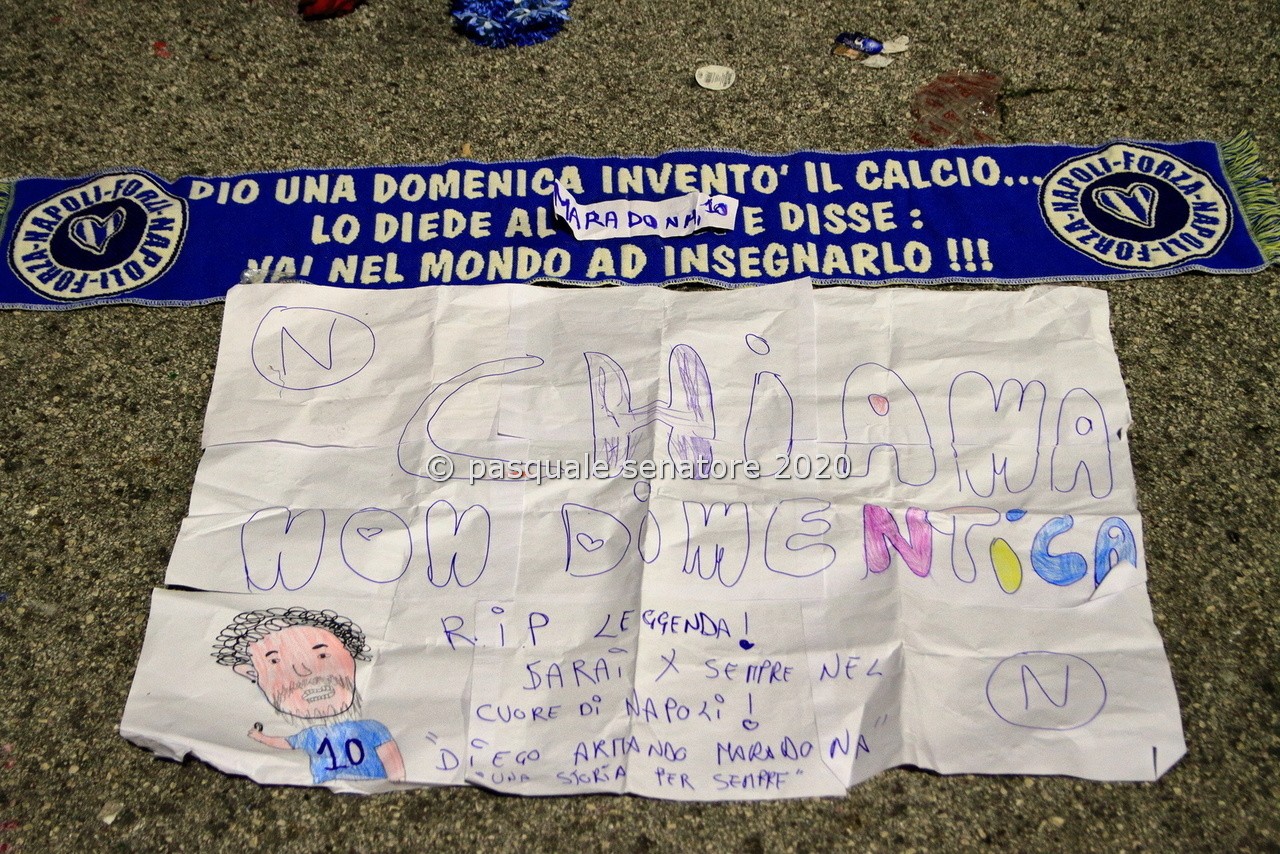 DIO UNA DOMENICA INVENTO' IL CALCIO...
LO DIEDE AL MARADONA 10 E DISSE :
VAI NEL MONDO AD INSEGNARLO !!!
FORZA-NAPOLI-FORZA-NAPOLI
FORZA-NAPOLI-FORZA-NAPOLI
N
CHiAMA
© pasquale senatore 2020
NON DiMENTiCA
R.iP LEGGENDA!
SARAi X SEMPRE NEL
CUORE Di NAPOLi!
"DiEGO ARMANDO MARADONA"
"UNA STORIA PER SEMPRE"
N
10